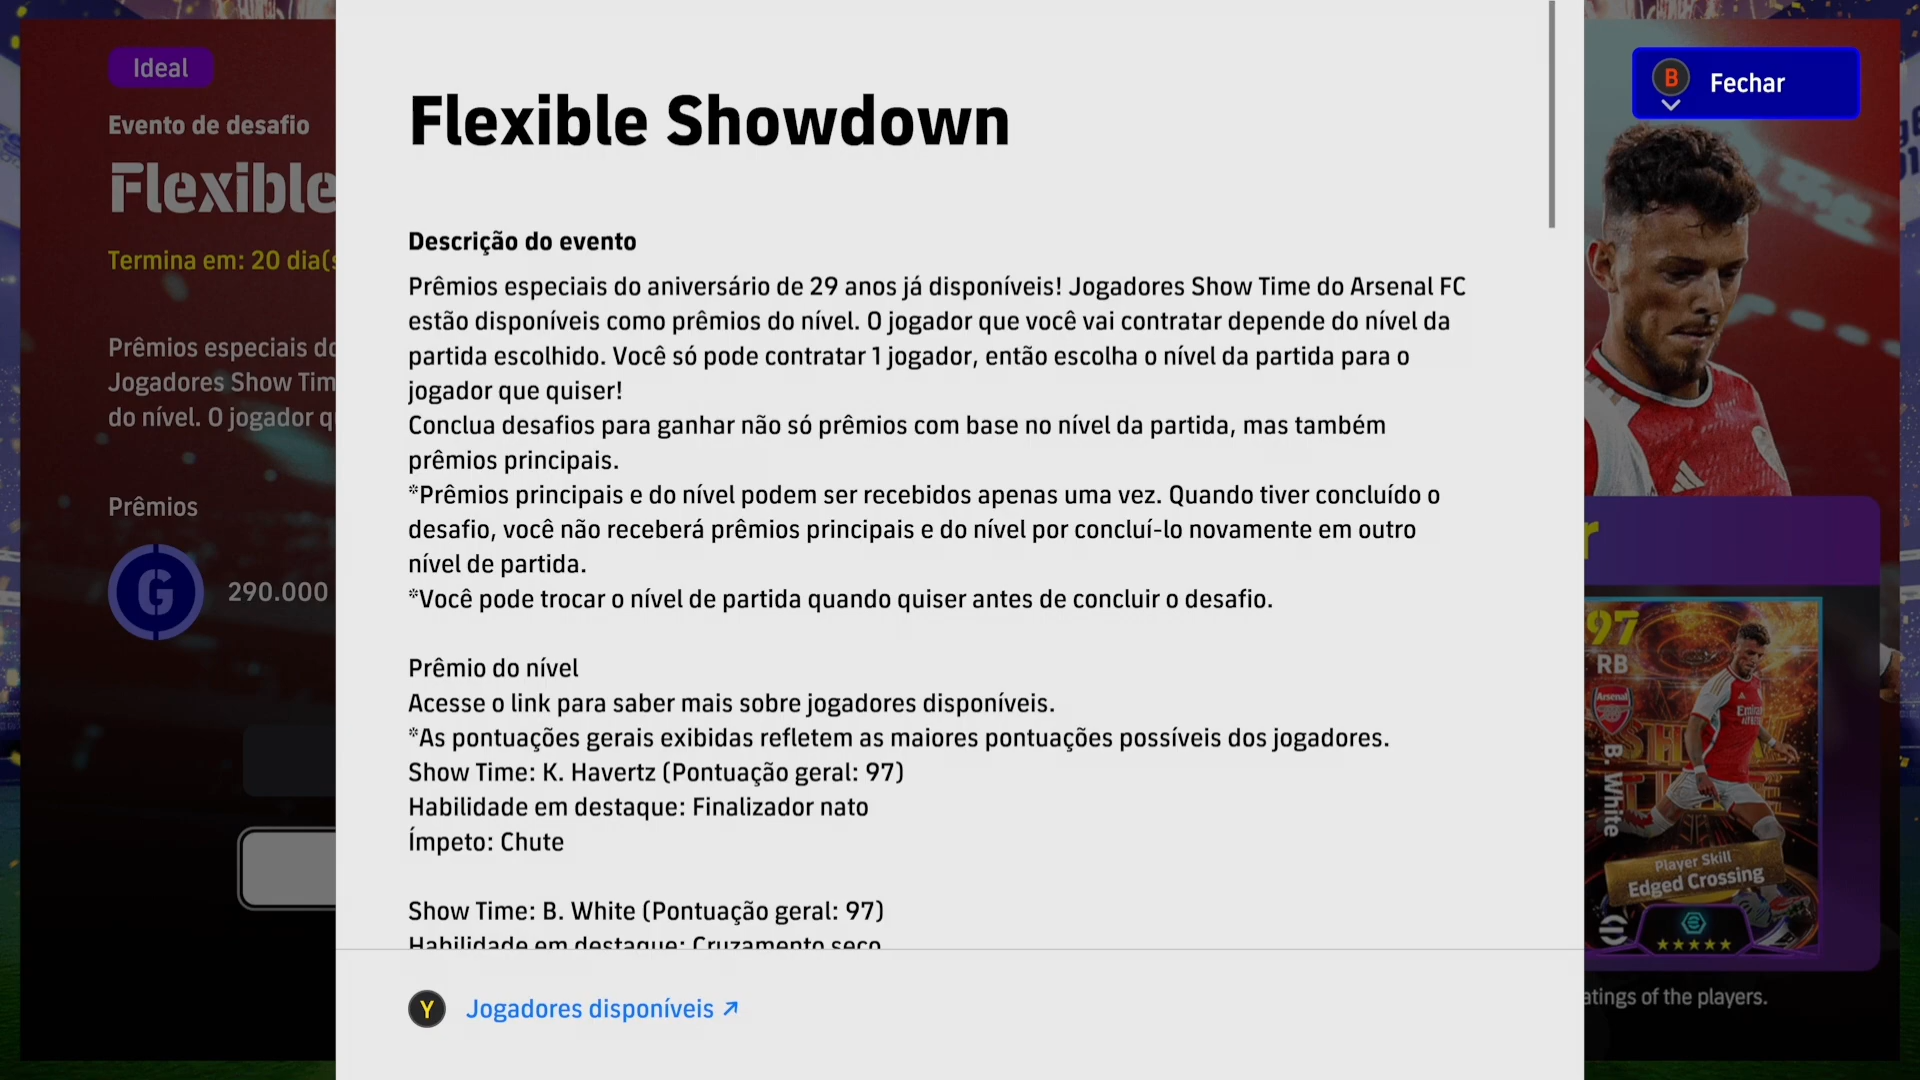 Ideal
Evento de desafio
Flexible
Termina em: 20 dia(s
Prêmios especiais do
Jogadores Show Tim
do nível. O jogador q
Prêmios
G
290.000
Flexible Showdown
Descrição do evento
Prêmios especiais do aniversário de 29 anos já disponíveis! Jogadores Show Time do Arsenal FC
estão disponíveis como prêmios do nível. O jogador que você vai contratar depende do nível da
partida escolhido. Você só pode contratar 1 jogador, então escolha o nível da partida para o
jogador que quiser!
Conclua desafios para ganhar não só prêmios com base no nível da partida, mas também
prêmios principais.
*Prêmios principais e do nível podem ser recebidos apenas uma vez. Quando tiver concluído o
desafio, você não receberá prêmios principais e do nível por concluí-lo novamente em outro
nível de partida.
*Você pode trocar o nível de partida quando quiser antes de concluir o desafio.
Prêmio do nível
Acesse o link para saber mais sobre jogadores disponíveis.
*As pontuações gerais exibidas refletem as maiores pontuações possíveis dos jogadores.
Show Time: K. Havertz (Pontuação geral: 97)
Habilidade em destaque: Finalizador nato
Ímpeto: Chute
Show Time: B. White (Pontuação geral: 97)
Habilidade em destaque: Cruzamento seco
Y Jogadores disponíveis ↗
B Fechar
r
97
RB
Arsenal
B. White
SHOW
TIME
Player Skill
Edged Crossing
★★★★★
atings of the players.